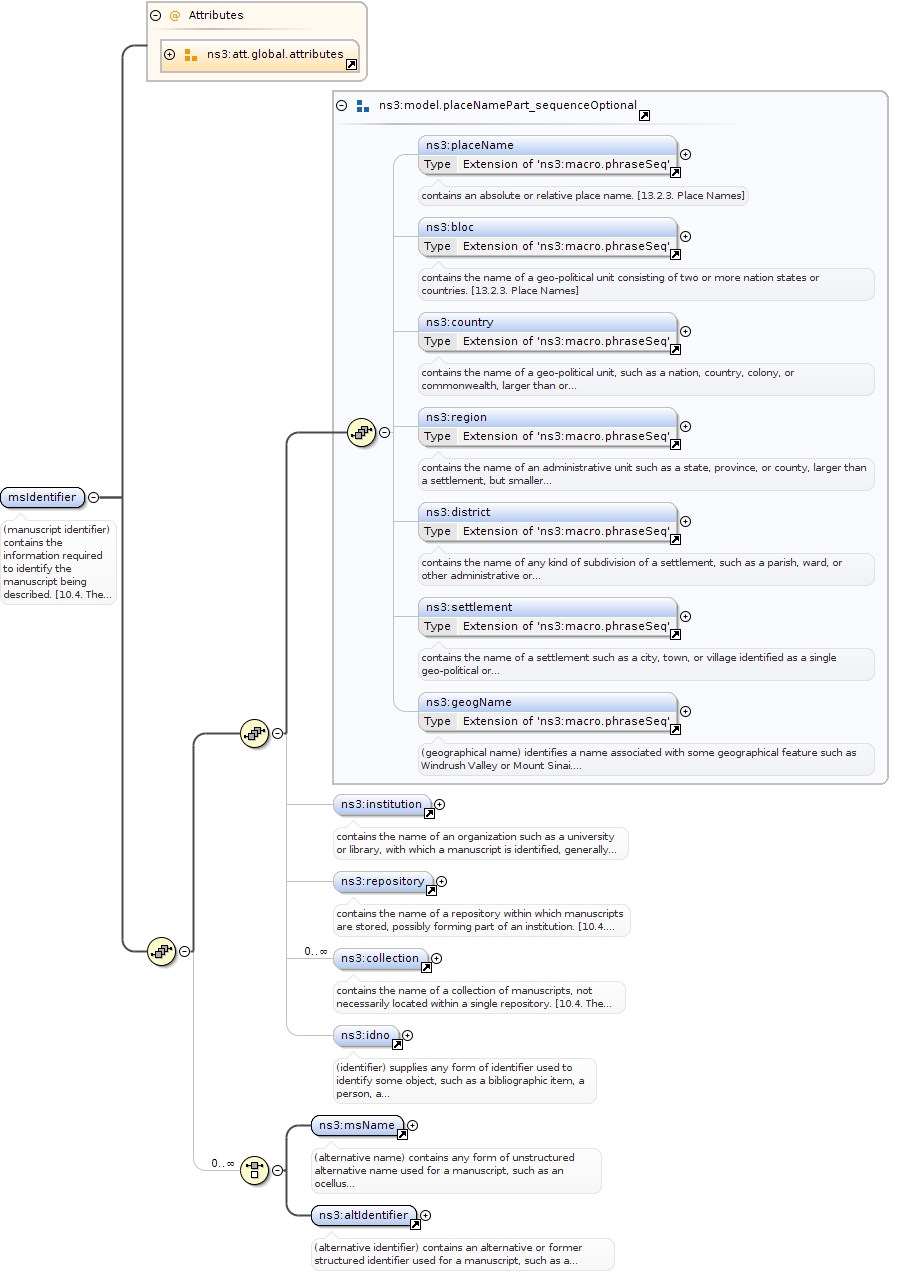 Attributes
ns3:att.global.attributes
ns3:model.placeNamePart_sequenceOptional
ns3:placeName
Type Extension of 'ns3:macro.phraseSeq'
contains an absolute or relative place name. [13.2.3. Place Names]
ns3:bloc
Type Extension of 'ns3:macro.phraseSeq'
contains the name of a geo-political unit consisting of two or more nation states or
countries. [13.2.3. Place Names]
ns3:country
Type Extension of 'ns3:macro.phraseSeq'
contains the name of a geo-political unit, such as a nation, country, colony, or
commonwealth, larger than or...
ns3:region
Type Extension of 'ns3:macro.phraseSeq'
contains the name of an administrative unit such as a state, province, or county, larger than
a settlement, but smaller...
ns3:district
Type Extension of 'ns3:macro.phraseSeq'
contains the name of any kind of subdivision of a settlement, such as a parish, ward, or
other administrative or...
ns3:settlement
Type Extension of 'ns3:macro.phraseSeq'
contains the name of a settlement such as a city, town, or village identified as a single
geo-political or...
ns3:geogName
Type Extension of 'ns3:macro.phraseSeq'
(geographical name) identifies a name associated with some geographical feature such as
Windrush Valley or Mount Sinai....
msIdentifier
(manuscript identifier)
contains the
information required
to identify the
manuscript being
described. [10.4. The...
ns3:institution
contains the name of an organization such as a university
or library, with which a manuscript is identified, generally...
ns3:repository
contains the name of a repository within which manuscripts
are stored, possibly forming part of an institution. [10.4....
0..∞
ns3:collection
contains the name of a collection of manuscripts, not
necessarily located within a single repository. [10.4. The...
ns3:idno
(identifier) supplies any form of identifier used to
identify some object, such as a bibliographic item, a
person, a...
0..∞
ns3:msName
(alternative name) contains any form of unstructured
alternative name used for a manuscript, such as an
ocellus...
ns3:altIdentifier
(alternative identifier) contains an alternative or former
structured identifier used for a manuscript, such as a...